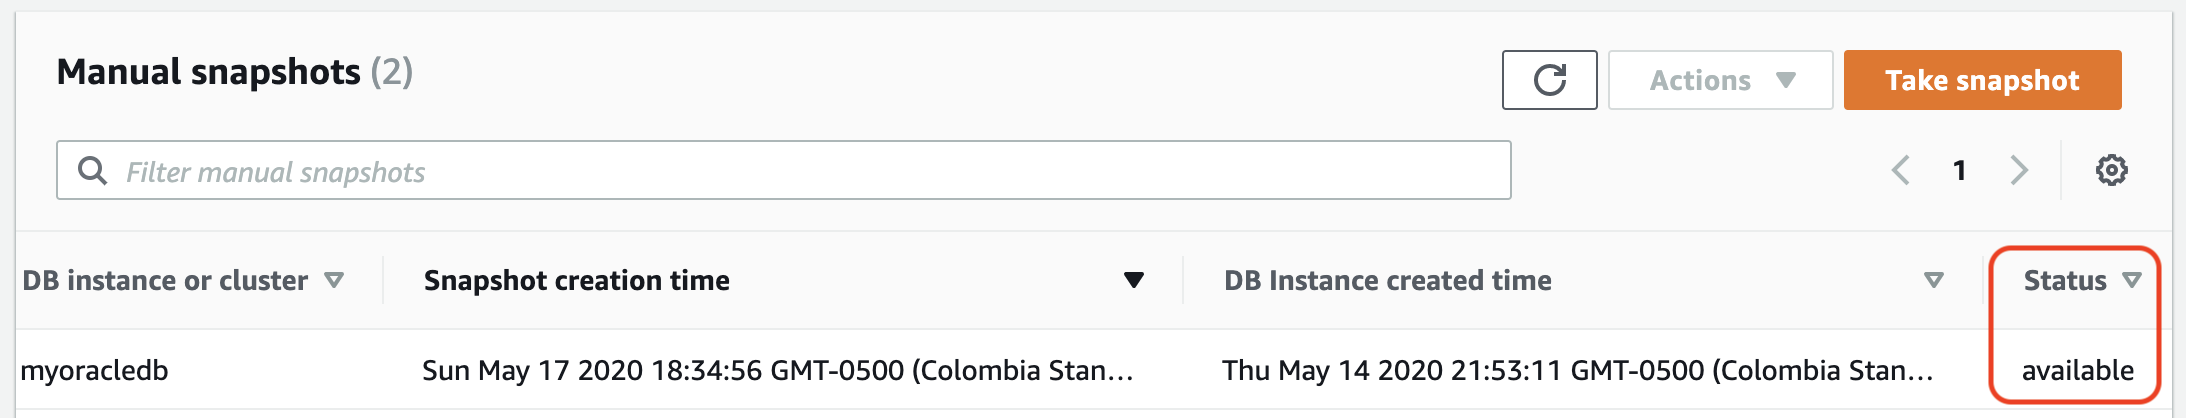 Manual snapshots (2)
Actions
Take snapshot
Filter manual snapshots
1
DB instance or cluster
Snapshot creation time
DB Instance created time
Status
myoracledb
Sun May 17 2020 18:34:56 GMT-0500 (Colombia Stan...
Thu May 14 2020 21:53:11 GMT-0500 (Colombia Stan...
available